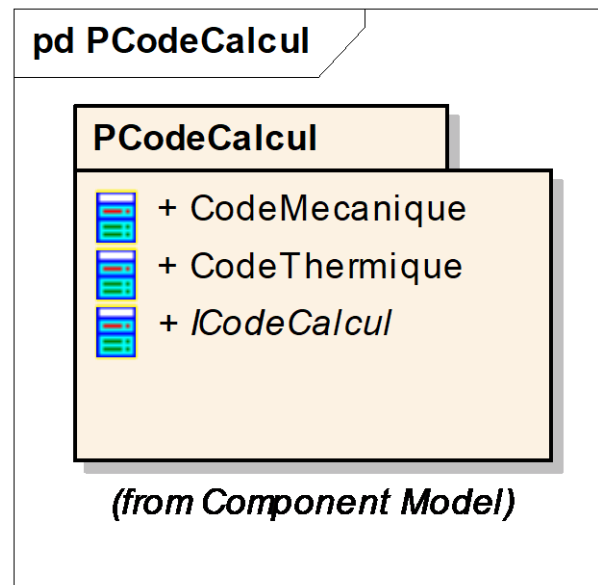 pd PCodeCalcul
PCodeCalcul
+ CodeMecanique
+ CodeThermique
+ ICodeCalcul
(from Component Model)